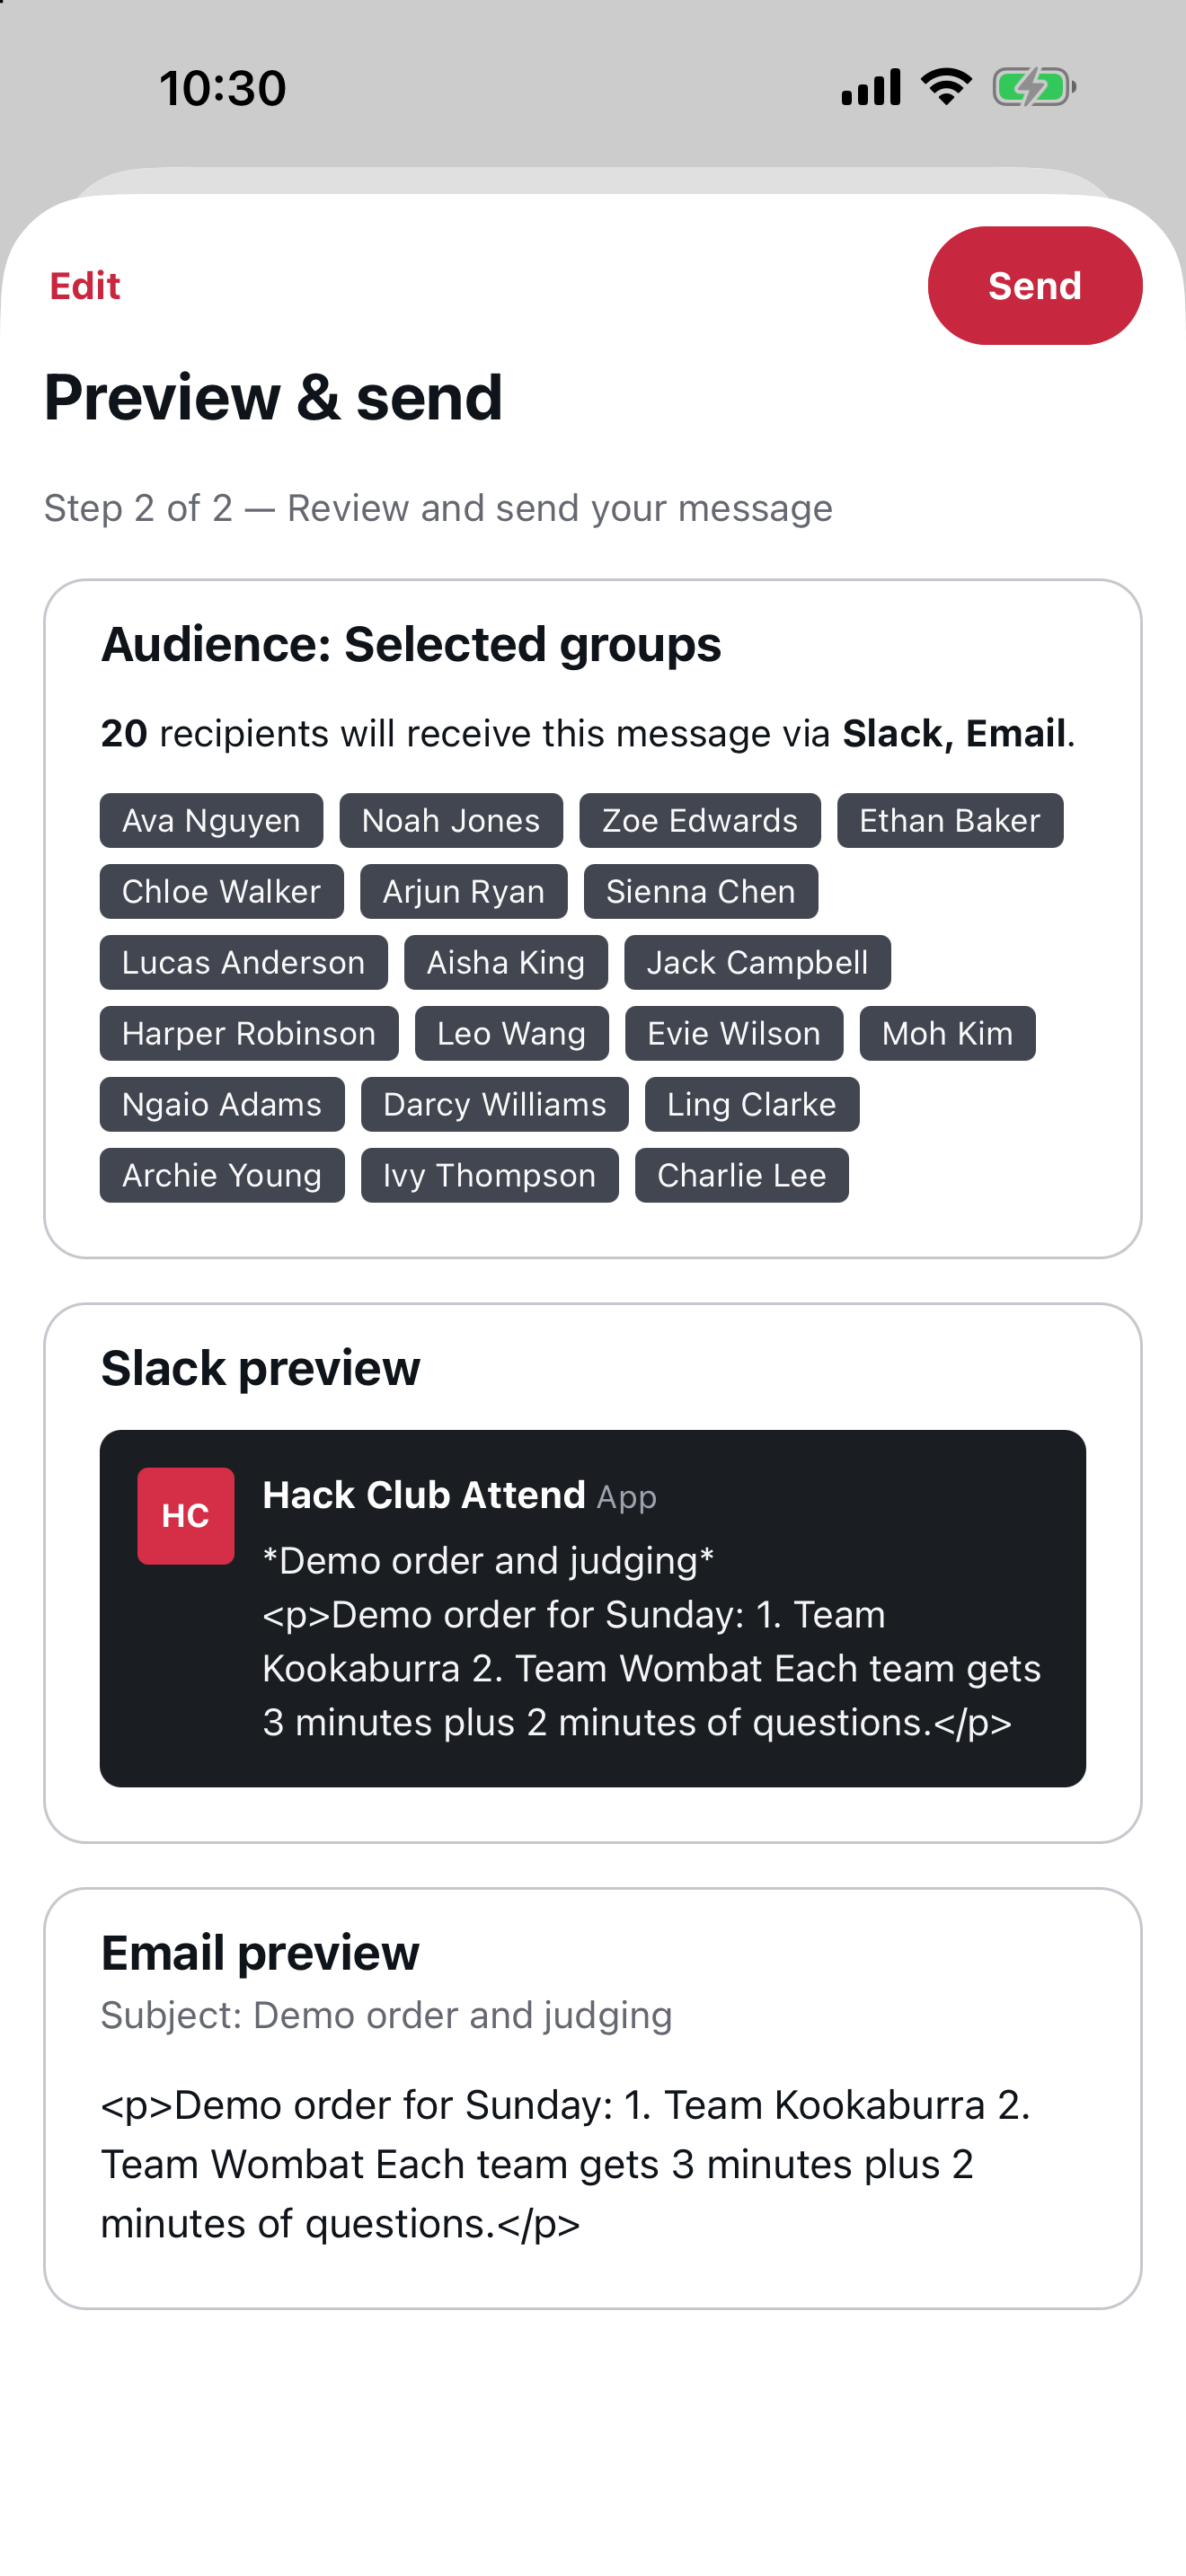 10:30
Edit
Send
Preview & send
Step 2 of 2 — Review and send your message
Audience: Selected groups
20 recipients will receive this message via Slack, Email.
Ava Nguyen Noah Jones Zoe Edwards Ethan Baker
Chloe Walker Arjun Ryan Sienna Chen
Lucas Anderson Aisha King Jack Campbell
Harper Robinson Leo Wang Evie Wilson Moh Kim
Ngaio Adams Darcy Williams Ling Clarke
Archie Young Ivy Thompson Charlie Lee
Slack preview
HC
Hack Club Attend App
*Demo order and judging*
<p>Demo order for Sunday: 1. Team
Kookaburra 2. Team Wombat Each team gets
3 minutes plus 2 minutes of questions.</p>
Email preview
Subject: Demo order and judging
<p>Demo order for Sunday: 1. Team Kookaburra 2.
Team Wombat Each team gets 3 minutes plus 2
minutes of questions.</p>